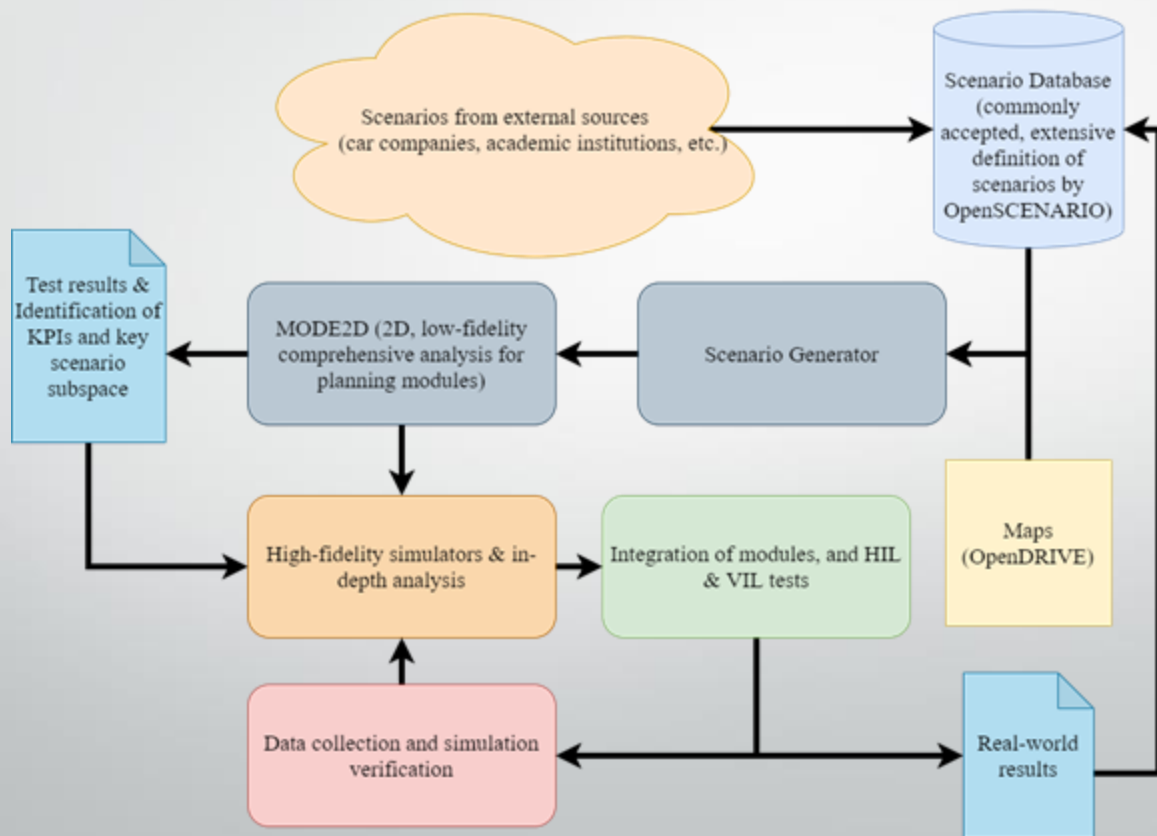 Scenarios from external sources
(car companies, academic institutions, etc.)
Scenario Database
(commonly
accepted, extensive
definition of
scenarios by
OpenSCENARIO)
Test results &
Identification of
KPIs and key
scenario
subspace
MODE2D (2D, low-fidelity
comprehensive analysis for
planning modules)
Scenario Generator
High-fidelity simulators & in-
depth analysis
Integration of modules, and HIL
& VIL tests
Maps
(OpenDRIVE)
Data collection and simulation
verification
Real-world
results